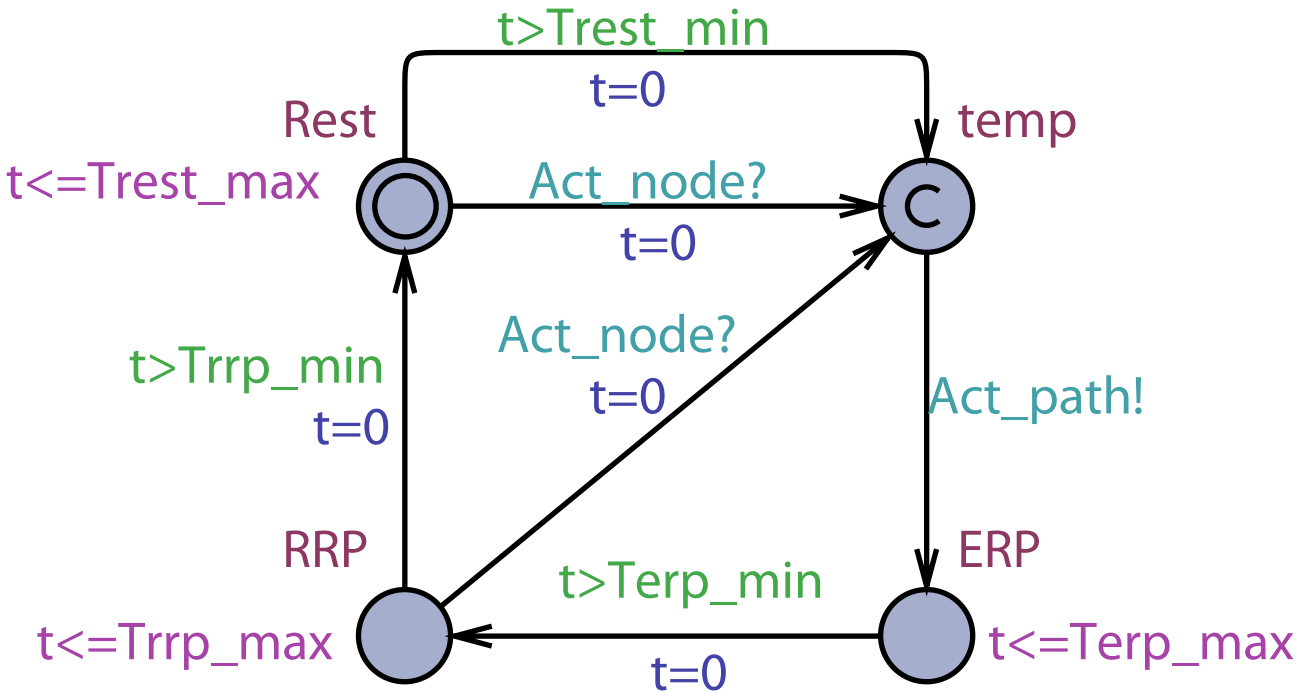 t>Trest_min
t=0
Rest
temp
t<=Trest_max
Act_node?
C
t=0
Act_node?
t>Trrp_min
t=0
Act_path!
t=0
RRP
ERP
t>Terp_min
t<=Trrp_max
t<=Terp_max
t=0